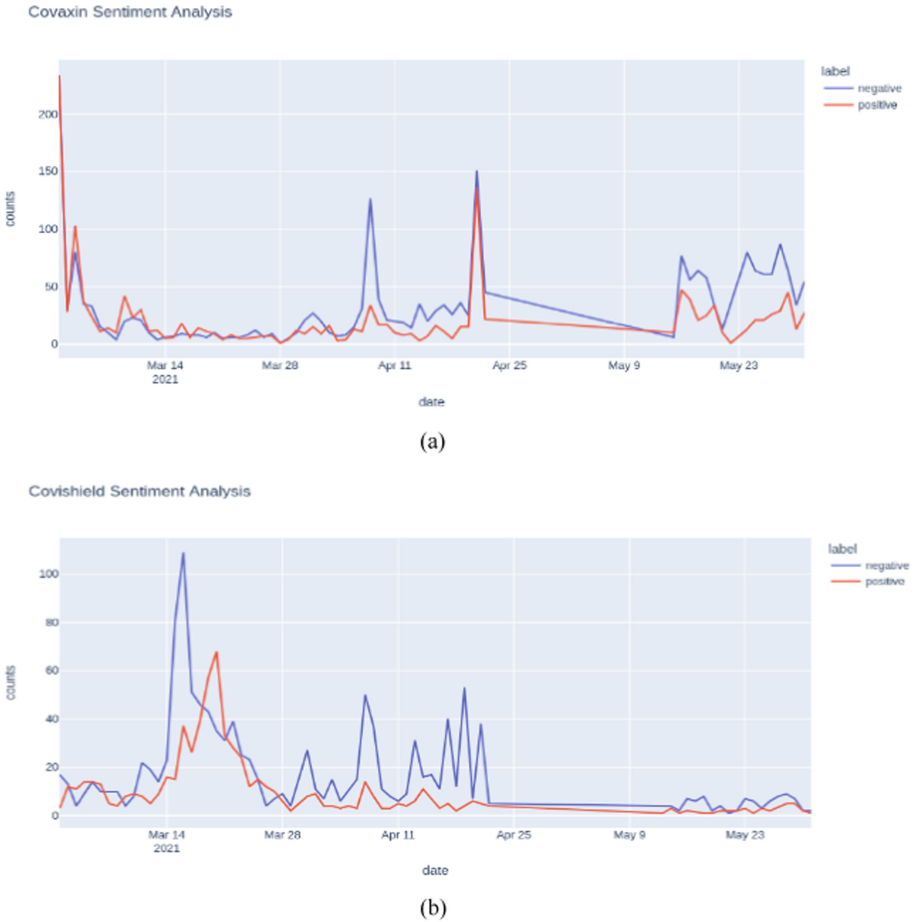 Covaxin Sentiment Analysis
label
negative
positive
200
150
100
50
0
counts
Mar 14
2021
Mar 28
Apr 11
Apr 25
May 9
May 23
date
(a)
Covishield Sentiment Analysis
label
negative
positive
100
80
60
40
20
0
counts
Mar 14
2021
Mar 28
Apr 11
Apr 25
May 9
May 23
date
(b)